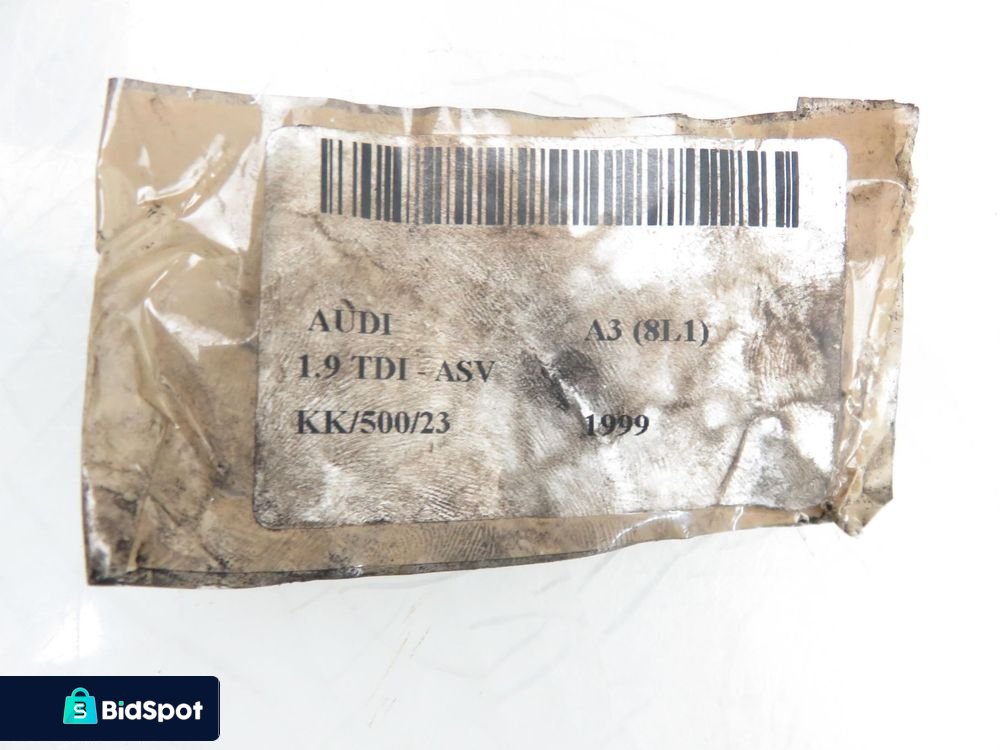 AUDI A3 (8L1)
1.9 TDI - ASV
KK/500/23 1999
BidSpot